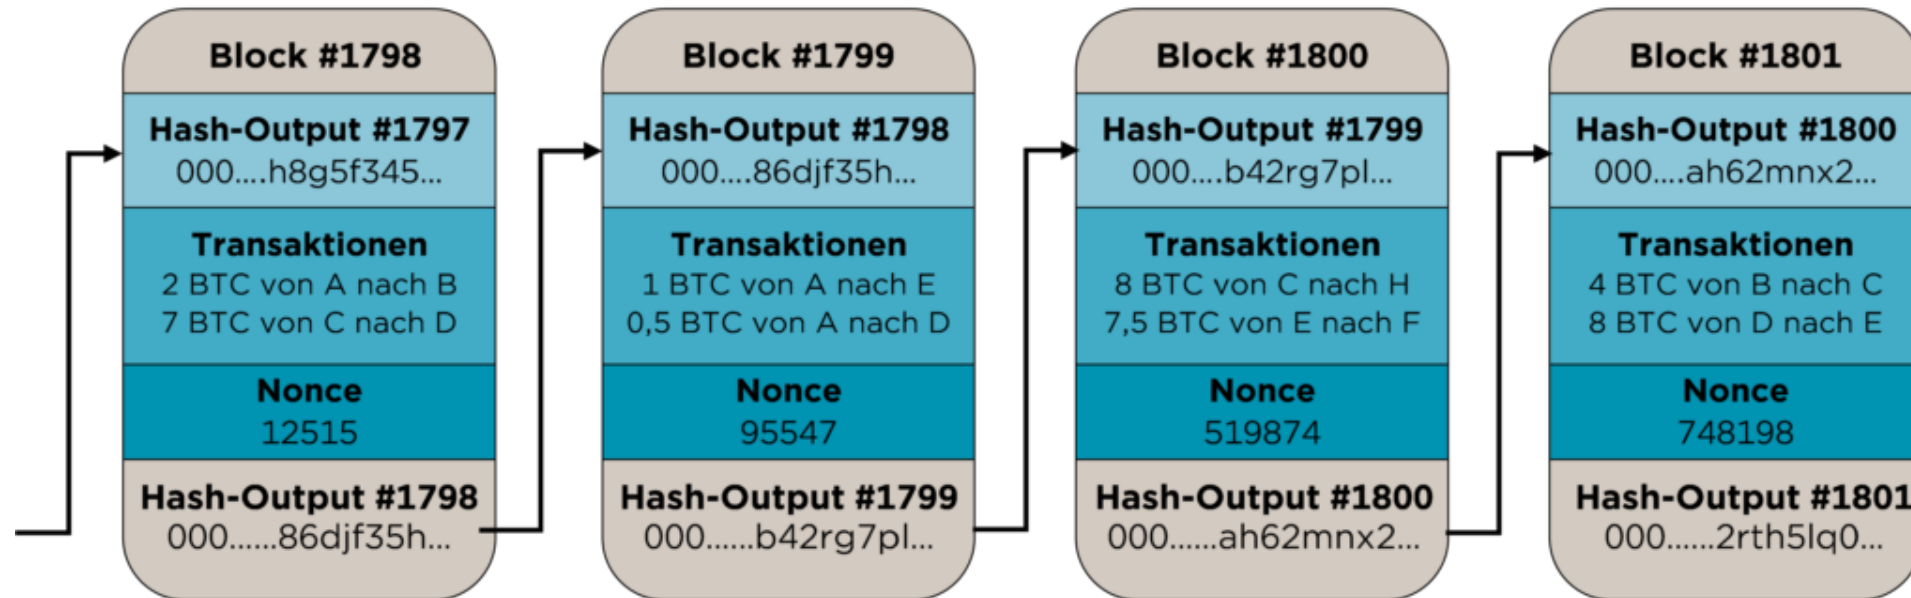 Block #1798
Hash-Output #1797
000....h8g5f345...
Transaktionen
2 BTC von A nach B
7 BTC von C nach D
Nonce
12515
Hash-Output #1798
000......86djf35h...
Block #1799
Hash-Output #1798
000....86djf35h...
Transaktionen
1 BTC von A nach E
0,5 BTC von A nach D
Nonce
95547
Hash-Output #1799
000......b42rg7pl...
Block #1800
Hash-Output #1799
000....b42rg7pl...
Transaktionen
8 BTC von C nach H
7,5 BTC von E nach F
Nonce
519874
Hash-Output #1800
000......ah62mnx2...
Block #1801
Hash-Output #1800
000....ah62mnx2...
Transaktionen
4 BTC von B nach C
8 BTC von D nach E
Nonce
748198
Hash-Output #1801
000......2rth5lq0...